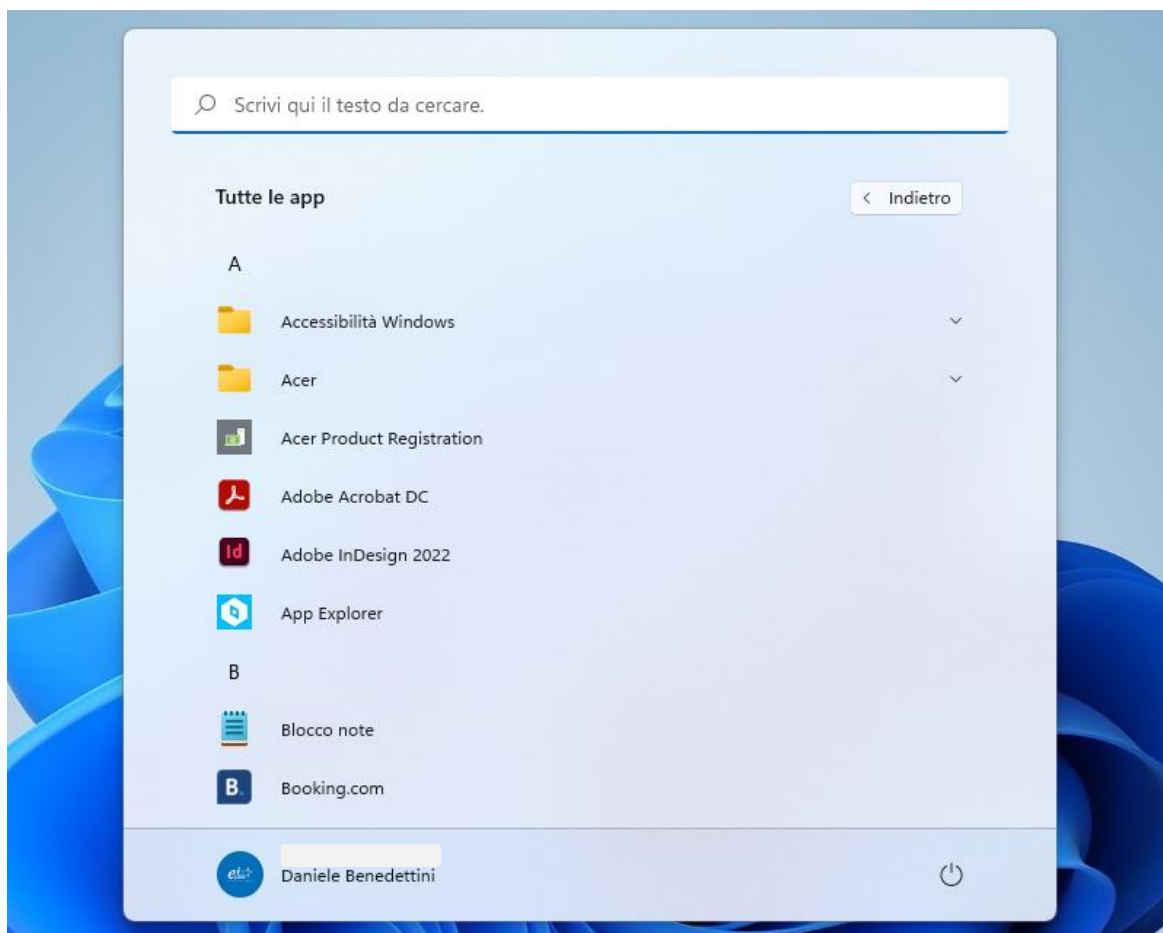 Scrivi qui il testo da cercare.
Tutte le app
Indietro
A
Accessibilità Windows
Acer
Acer Product Registration
Adobe Acrobat DC
Id
Adobe InDesign 2022
App Explorer
B
Blocco note
B.
Booking.com
Daniele Benedettini